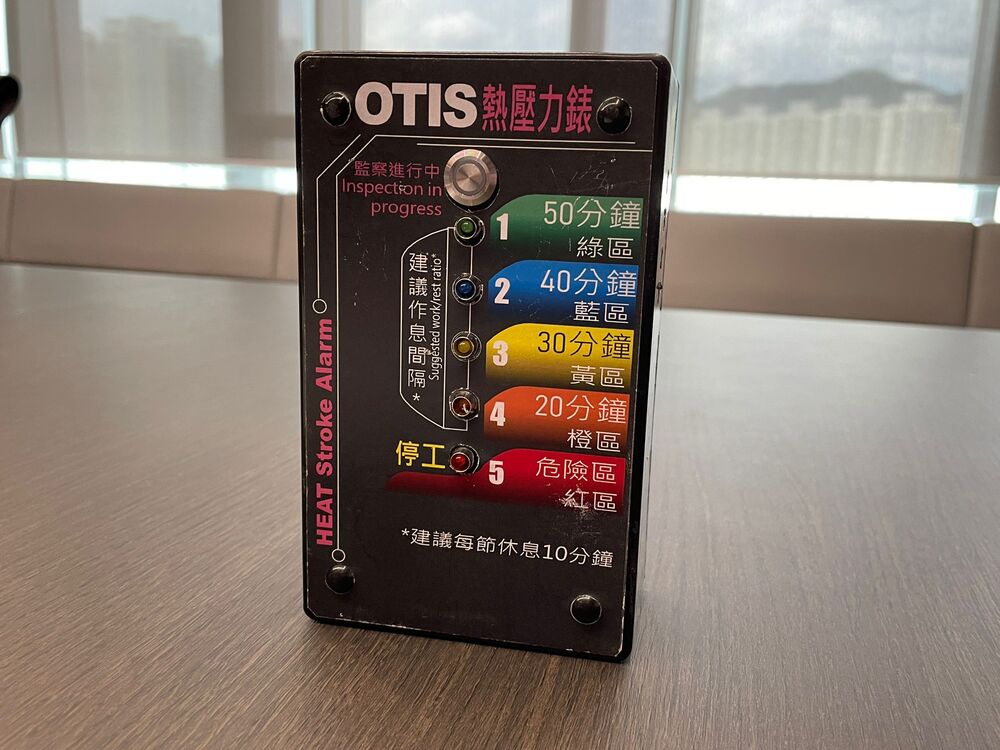 OTIS 熱壓力錶
監察進行中
Inspection in
progress
1 50分鐘
綠區
2 40分鐘
藍區
3 30分鐘
黃區
4 20分鐘
橙區
停工 5 危險區
紅區
建議作息間隔*
Suggested work/rest ratio*
HEAT Stroke Alarm
*建議每節休息10分鐘